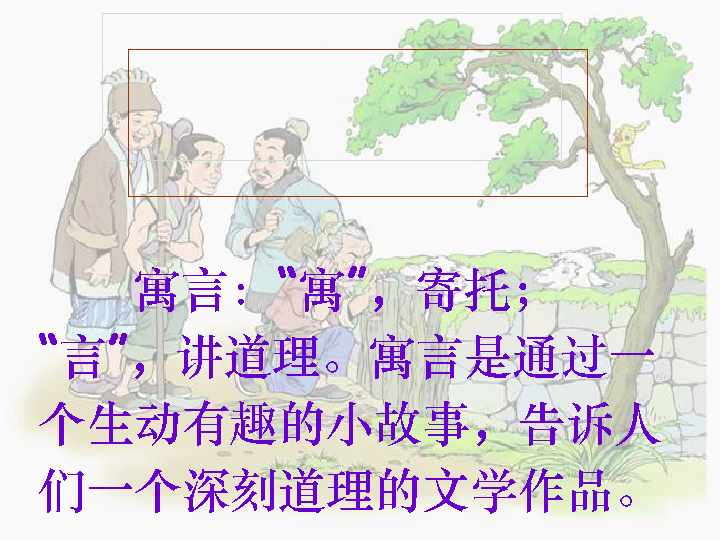 寓言：“寓”，寄托；
“言”，讲道理。寓言是通过一
个生动有趣的小故事，告诉人
们一个深刻道理的文学作品。